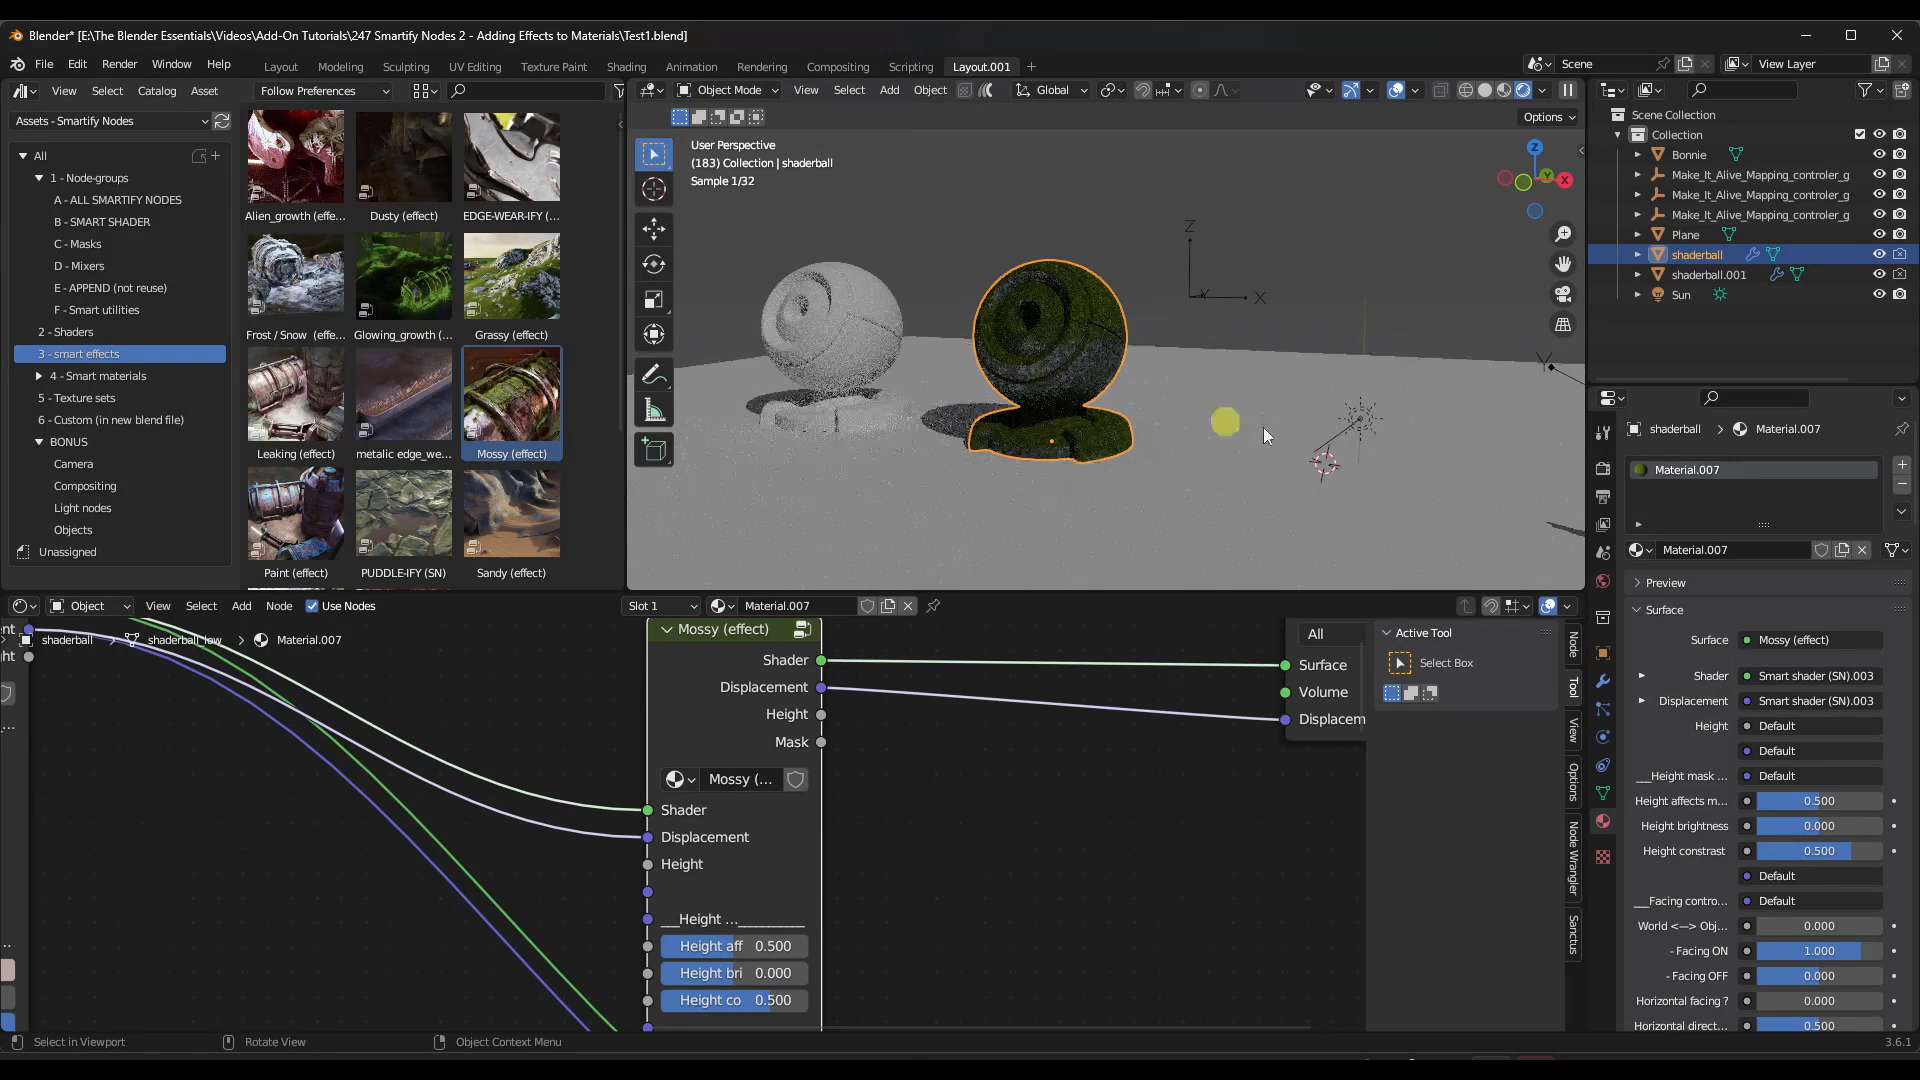 Blender* [E:\The Blender Essentials\Videos\Add-On Tutorials\247 Smartify Nodes 2 - Adding Effects to Materials\Test1.blend]
File Edit Render Window Help
Layout Modeling Sculpting UV Editing Texture Paint Shading Animation Rendering Compositing Scripting Layout.001
Scene
View Layer
View Select Catalog Asset
Follow Preferences
Assets - Smartify Nodes
All
1 - Node-groups
A - ALL SMARTIFY NODES
B - SMART SHADER
C - Masks
D - Mixers
E - APPEND (not reuse)
F - Smart utilities
2 - Shaders
3 - smart effects
4 - Smart materials
5 - Texture sets
6 - Custom (in new blend file)
BONUS
Camera
Compositing
Light nodes
Objects
Unassigned
Alien_growth (effe... Dusty (effect) EDGE-WEAR-IFY (...
Frost / Snow (effe... Glowing_growth (... Grassy (effect)
Leaking (effect) metalic edge_we... Mossy (effect)
Paint (effect) PUDDLE-IFY (SN) Sandy (effect)
Object Mode
View Select Add Object
Global
Options
User Perspective
(183) Collection | shaderball
Sample 1/32
Z
X
Y
Z
Y
X
Scene Collection
Collection
Bonnie
Make_It_Alive_Mapping_controler_g
Make_It_Alive_Mapping_controler_g
Make_It_Alive_Mapping_controler_g
Plane
shaderball
shaderball.001
Sun
shaderball > Material.007
Material.007
Material.007
Preview
Surface
Surface Mossy (effect)
Shader Smart shader (SN).003
Displacement Smart shader (SN).003
Height Default
Default
___Height mask ... Default
Height affects m... 0.500
Height brightness 0.000
Height constrast 0.500
Default
___Facing contro... Default
World <—> Obj... 0.000
- Facing ON 1.000
- Facing OFF 0.000
Horizontal facing ? 0.000
Horizontal direct... 0.500
Object
View Select Add Node Use Nodes
Slot 1
Material.007
shaderball > shaderball_low > Material.007
ent
ght
Mossy (effect)
Shader
Displacement
Height
Mask
Mossy (...
Shader
Displacement
Height
___Height ...__________
Height aff 0.500
Height bri 0.000
Height co 0.500
All
Surface
Volume
Displacem
Active Tool
Select Box
Node
Tool
View
Options
Node Wrangler
Sanctus
Select in Viewport
Rotate View
Object Context Menu
3.6.1